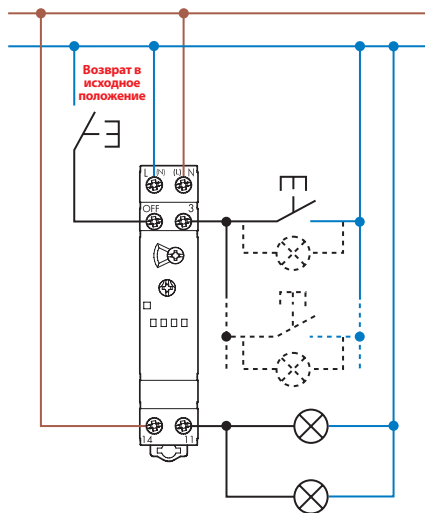 Возврат в
исходное
положение
L (N) (L) N
OFF 3
14 11